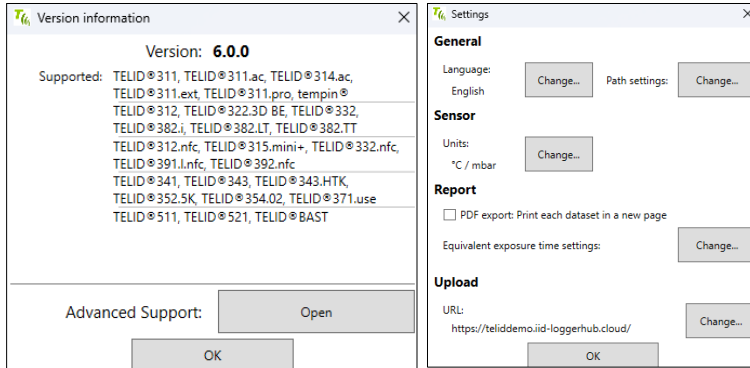 Version information
Version: 6.0.0
Supported: TELID®311, TELID®311.ac, TELID®314.ac,
TELID®311.ext, TELID®311.pro, tempin®
TELID®312, TELID®322.3D BE, TELID®332,
TELID®382.i, TELID®382.LT, TELID®382.TT
TELID®312.nfc, TELID®315.mini+, TELID®332.nfc,
TELID®391.l.nfc, TELID®392.nfc
TELID®341, TELID®343, TELID®343.HTK,
TELID®352.5K, TELID®354.02, TELID®371.use
TELID®511, TELID®521, TELID®BAST
Advanced Support: Open
OK
Settings
General
Language:
English
Change...
Path settings: Change...
Sensor
Units:
°C / mbar
Change...
Report
PDF export: Print each dataset in a new page
Equivalent exposure time settings: Change...
Upload
URL:
https://teliddemo.iid-loggerhub.cloud/
Change...
OK